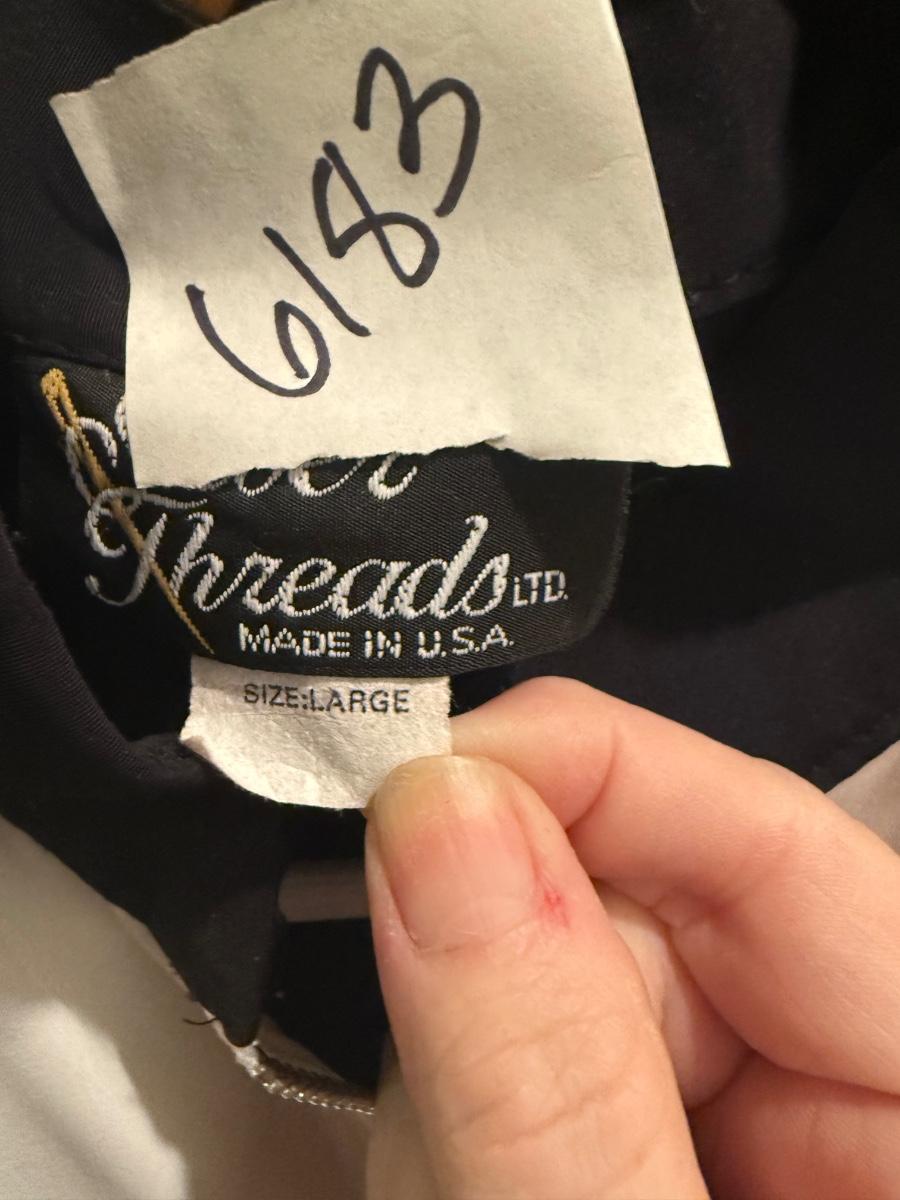 6183
Threads LTD.
MADE IN U.S.A.
SIZE:LARGE